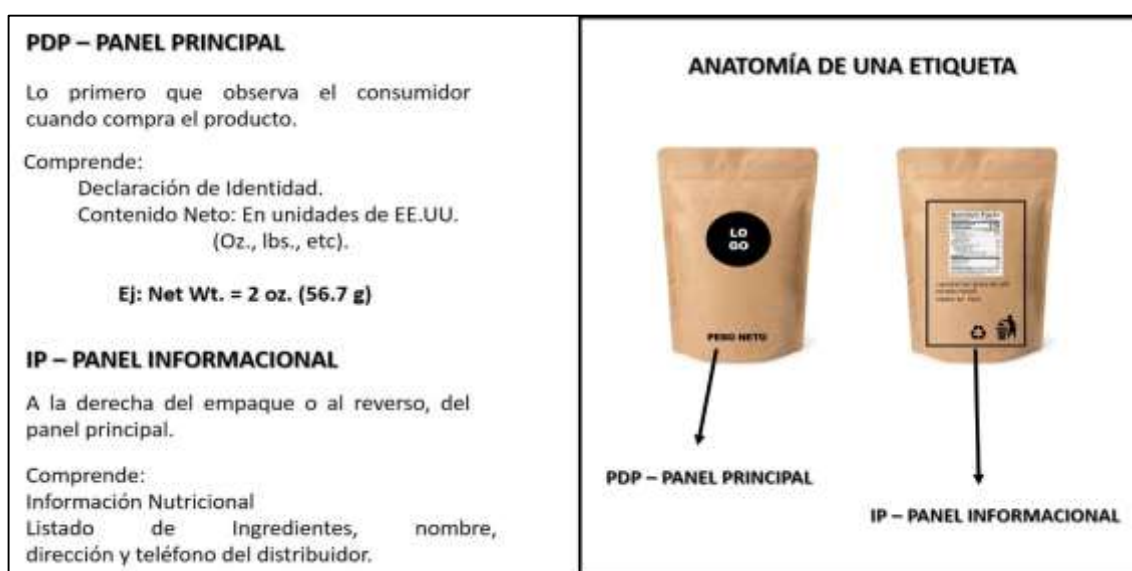 PDP – PANEL PRINCIPAL
Lo primero que observa el consumidor
cuando compra el producto.
Comprende:
Declaración de Identidad.
Contenido Neto: En unidades de EE.UU.
(Oz., lbs., etc).
Ej: Net Wt. = 2 oz. (56.7 g)
IP – PANEL INFORMACIONAL
A la derecha del empaque o al reverso, del
panel principal.
Comprende:
Información Nutricional
Listado de Ingredientes, nombre,
dirección y teléfono del distribuidor.
ANATOMÍA DE UNA ETIQUETA
LO
GO
PESO NETO
Nutrition Facts
PDP – PANEL PRINCIPAL
IP – PANEL INFORMACIONAL